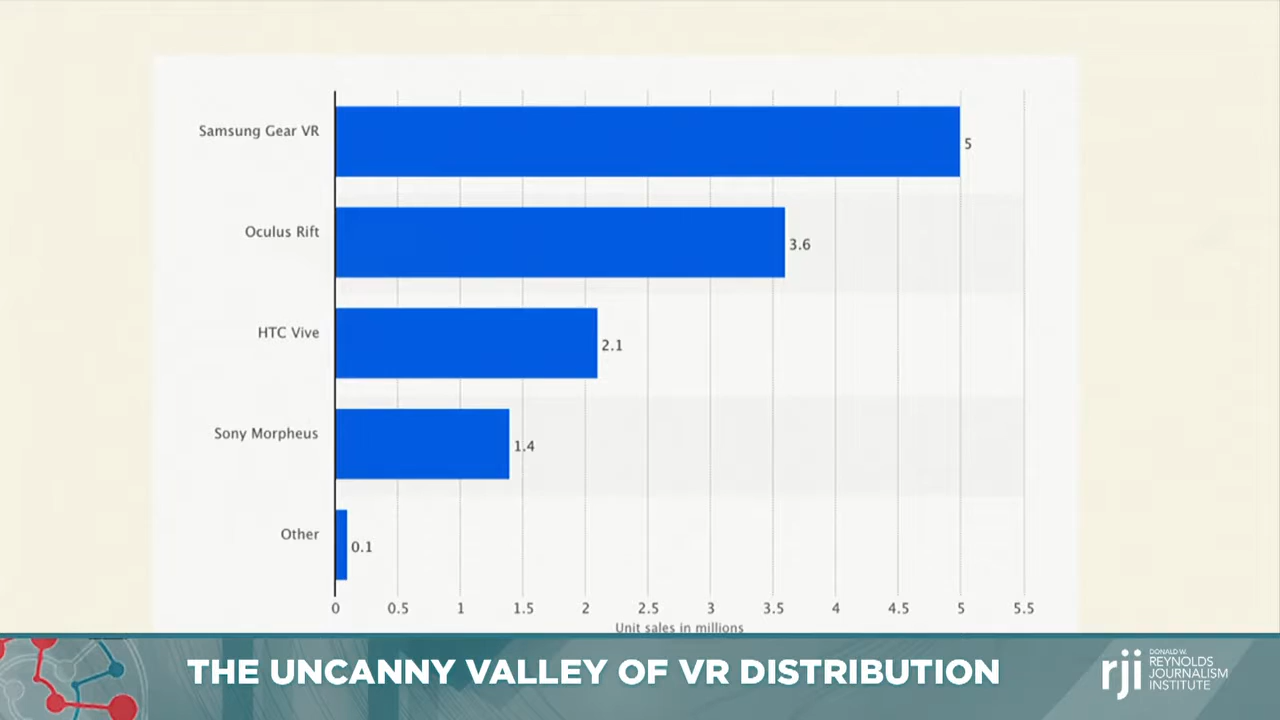 Samsung Gear VR
5
Oculus Rift
3.6
HTC Vive
2.1
Sony Morpheus
1.4
Other
0.1
0 0.5 1 1.5 2 2.5 3 3.5 4 4.5 5 5.5
Unit sales in millions
THE UNCANNY VALLEY OF VR DISTRIBUTION
rji
DONALD W.
REYNOLDS
JOURNALISM
INSTITUTE